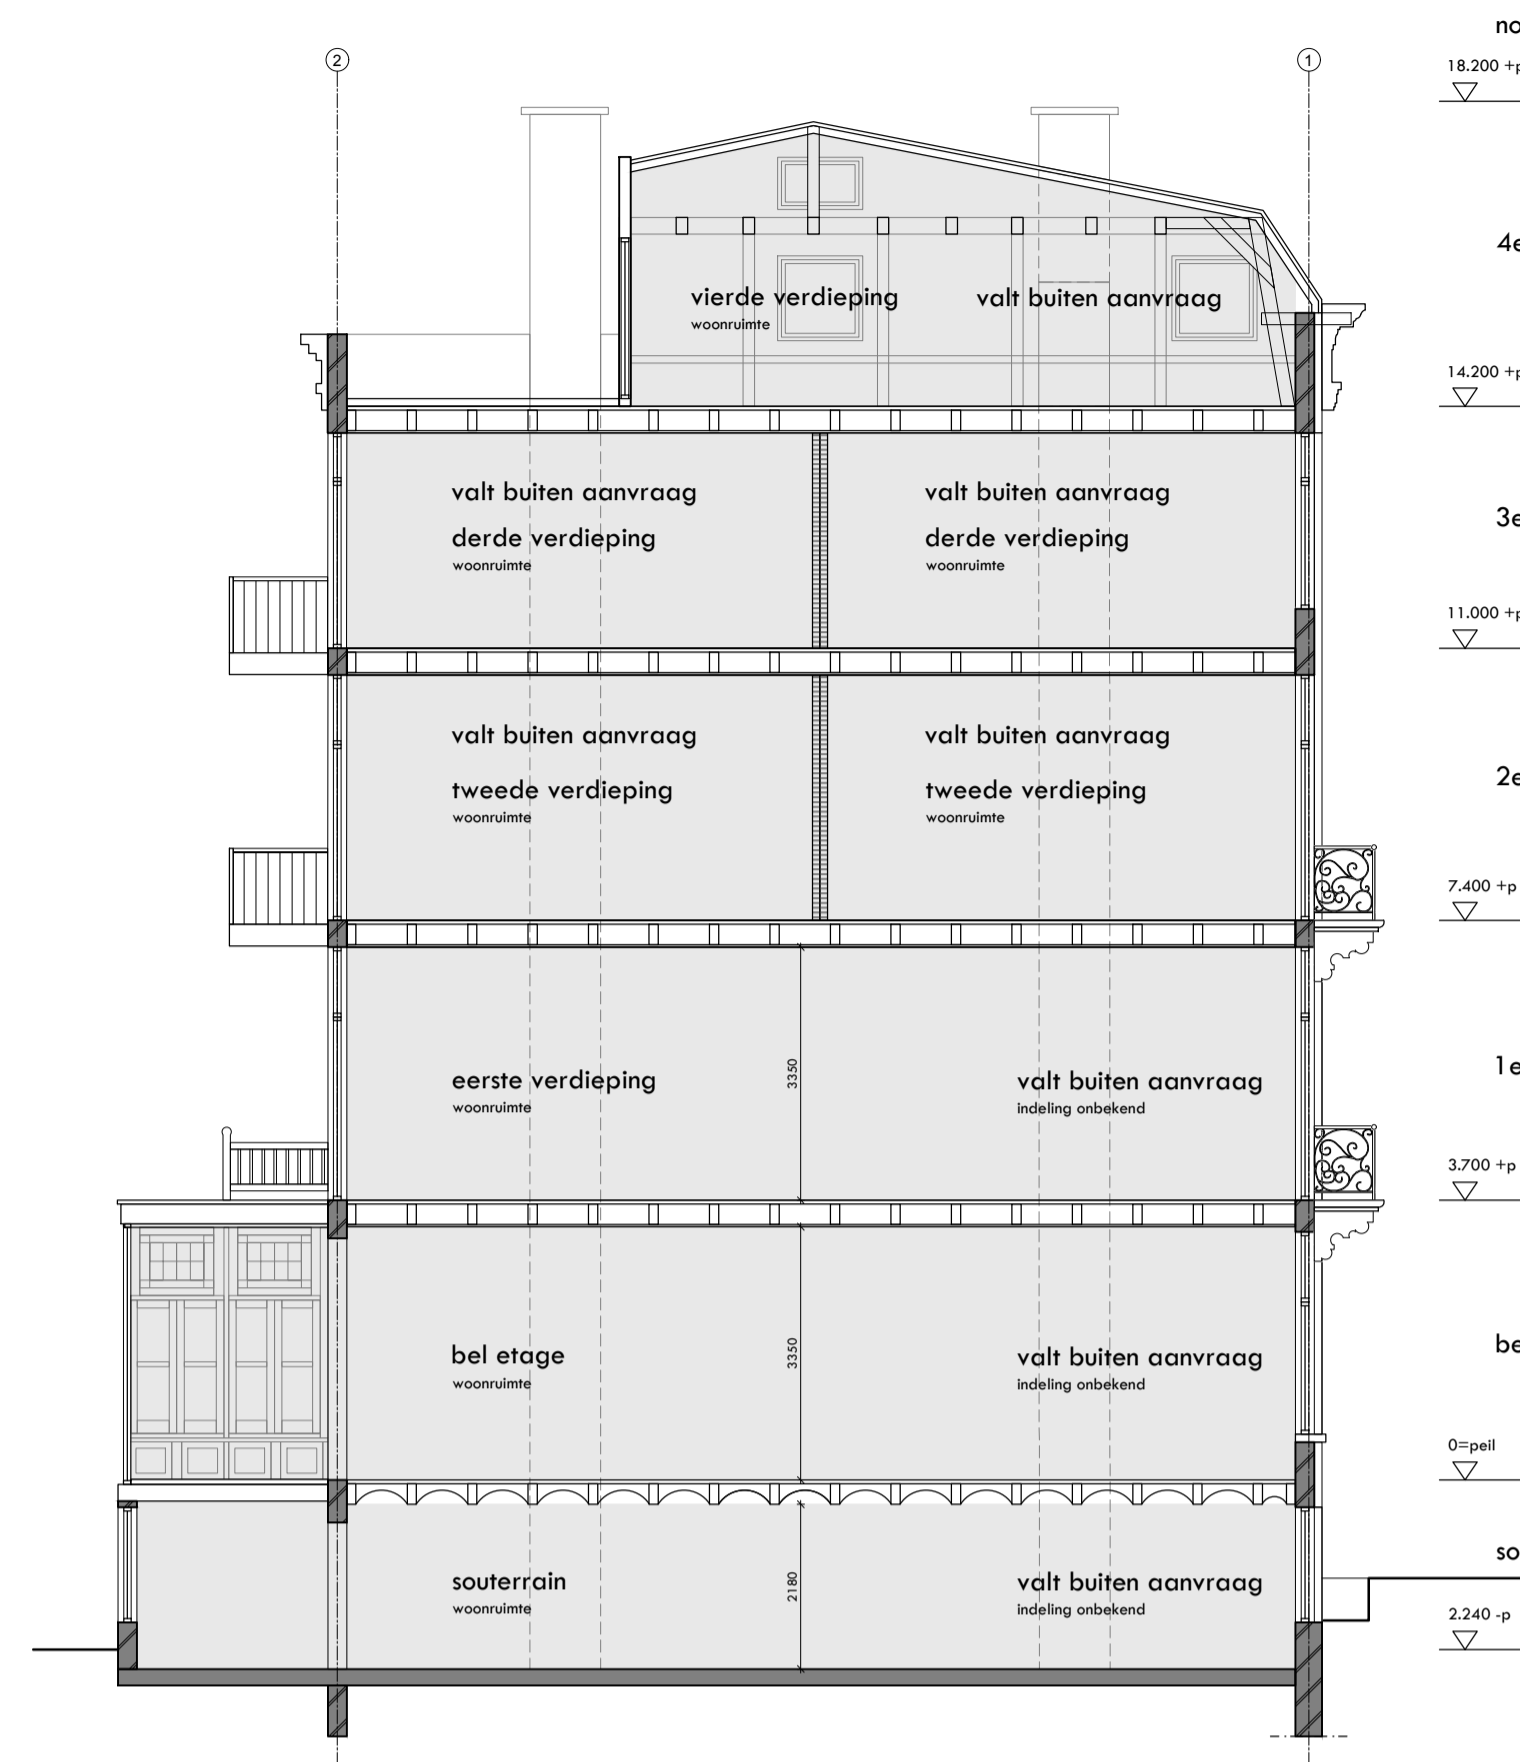 no
2
1
18.200 +p
4e
vierde verdieping
woonruimte
valt buiten aanvraag
14.200 +p
valt buiten aanvraag
derde verdieping
woonruimte
valt buiten aanvraag
derde verdieping
woonruimte
3e
11.000 +p
valt buiten aanvraag
tweede verdieping
woonruimte
valt buiten aanvraag
tweede verdieping
woonruimte
2e
7.400 +p
eerste verdieping
woonruimte
3350
valt buiten aanvraag
indeling onbekend
1e
3.700 +p
bel etage
woonruimte
3350
valt buiten aanvraag
indeling onbekend
be
0=peil
souterrain
woonruimte
2180
valt buiten aanvraag
indeling onbekend
so
2.240 -p